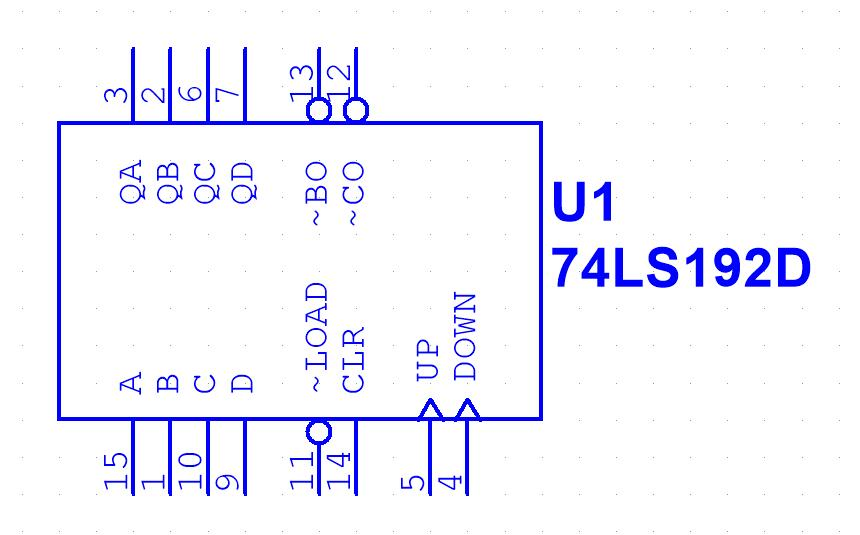 3 2 6 7 13 12
QA QB QC QD ~BO ~CO
U1
74LS192D
A B C D ~LOAD CLR UP DOWN
15 1 10 9 11 14 5 4